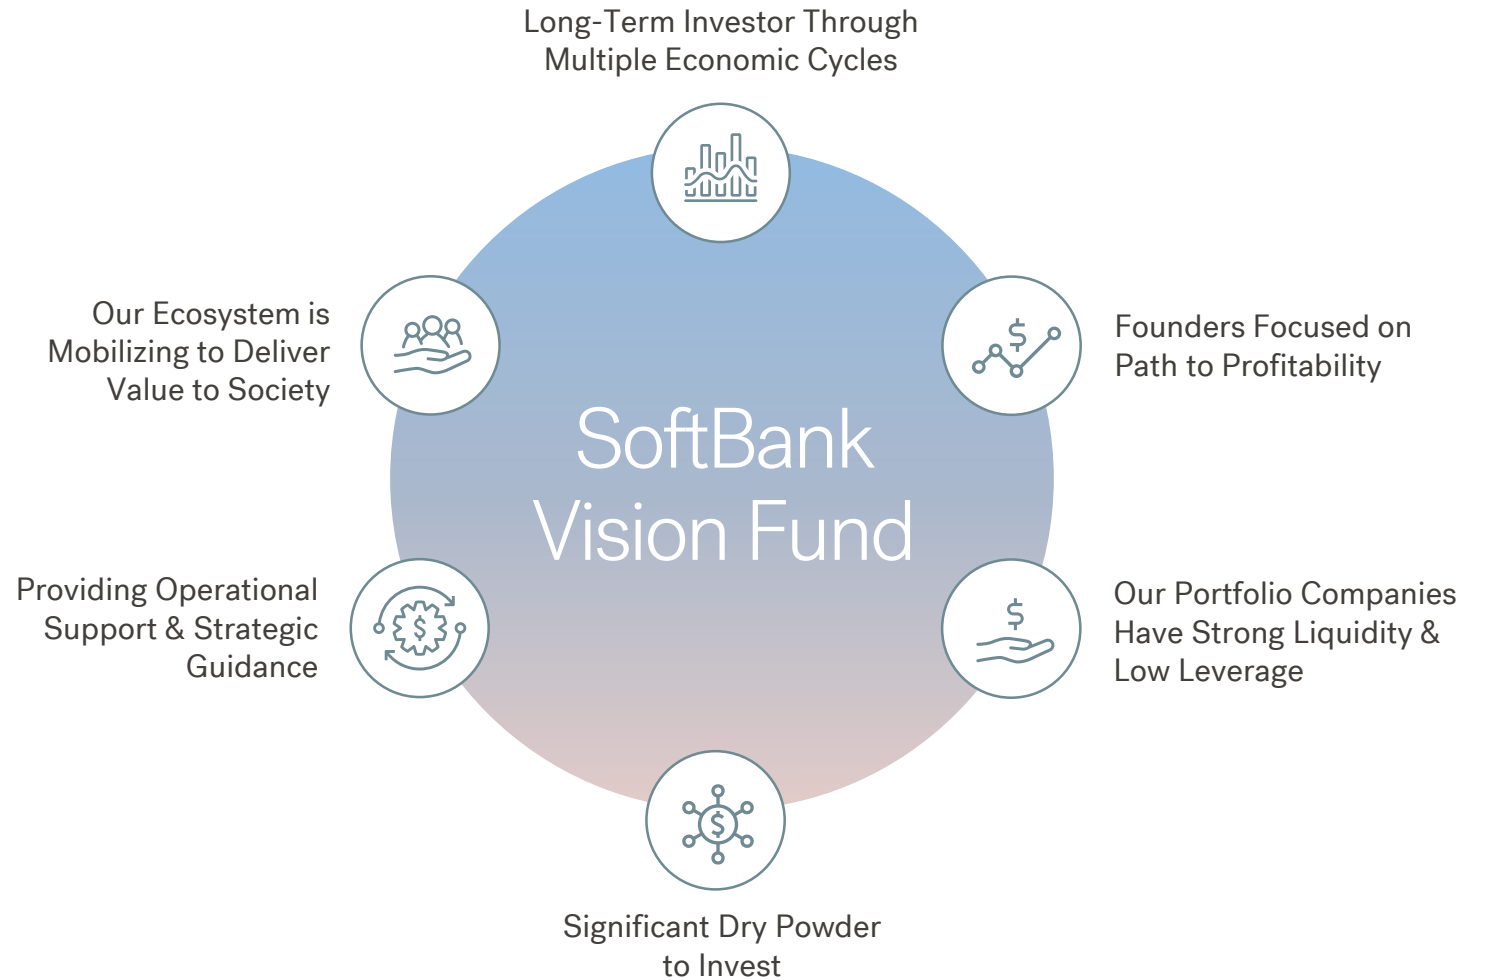 Long-Term Investor Through
Multiple Economic Cycles
Our Ecosystem is
Mobilizing to Deliver
Value to Society
Founders Focused on
Path to Profitability
SoftBank
Vision Fund
Providing Operational
Support & Strategic
Guidance
Our Portfolio Companies
Have Strong Liquidity &
Low Leverage
Significant Dry Powder
to Invest